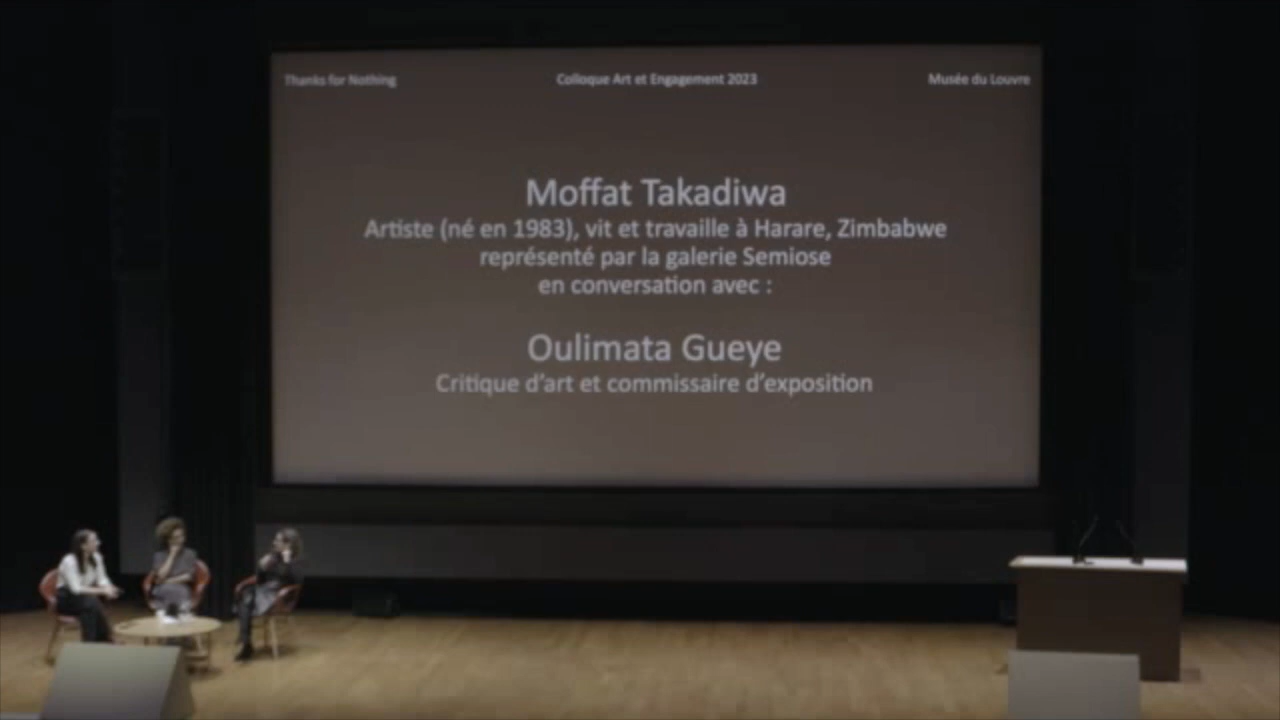 Thanks for Nothing
Colloque Art et Engagement 2023
Musée du Louvre
Moffat Takadiwa
Artiste (né en 1983), vit et travaille à Harare, Zimbabwe
représenté par la galerie Semiose
en conversation avec :
Oulimata Gueye
Critique d'art et commissaire d'exposition